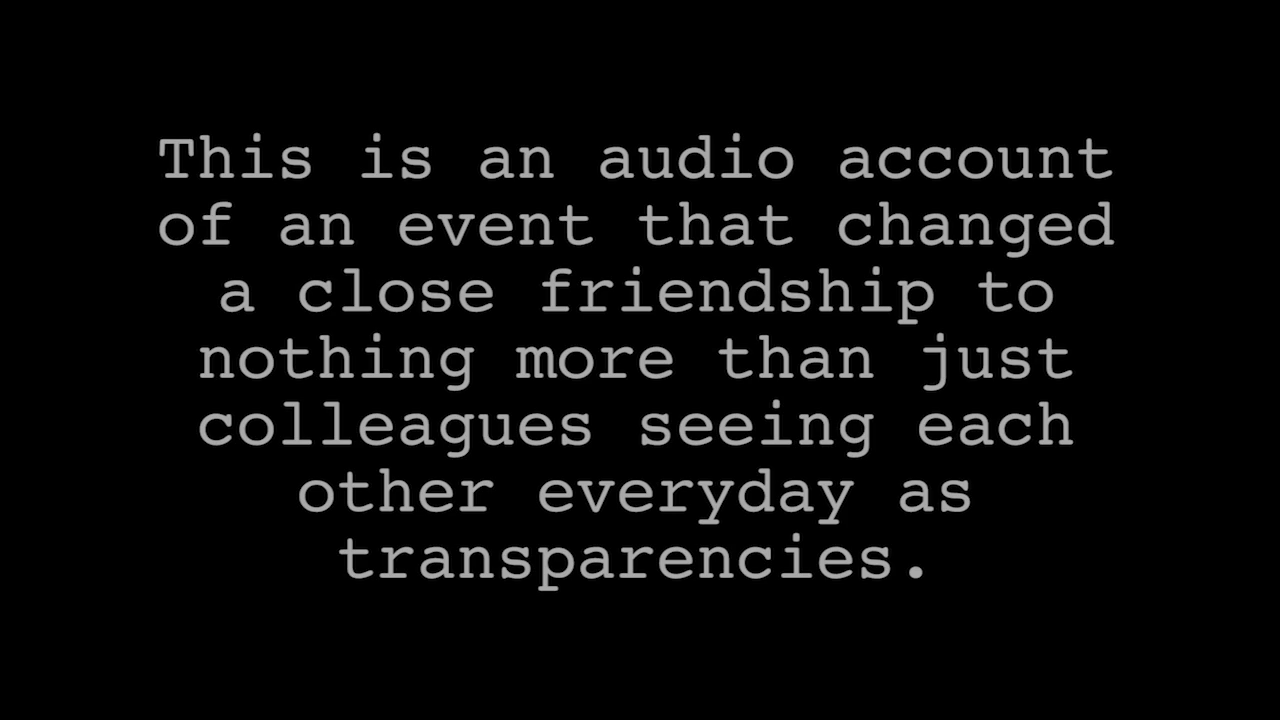 This is an audio account
of an event that changed
a close friendship to
nothing more than just
colleagues seeing each
other everyday as
transparencies.